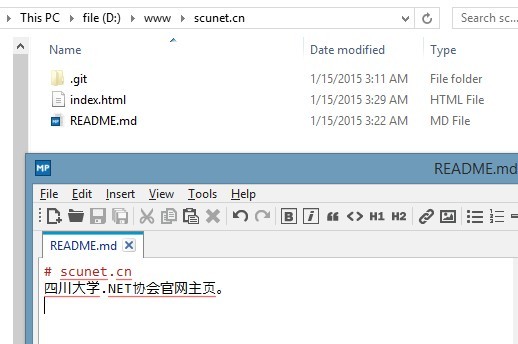 This PC
file (D:)
www
scunet.cn
Search sc...
Name
Date modified
Type
.git
1/15/2015 3:11 AM
File folder
index.html
1/15/2015 3:29 AM
HTML File
README.md
1/15/2015 3:22 AM
MD File
MP
README.md
File Edit Insert View Tools Help
B i “ <> H1 H2
README.md
# scunet.cn
四川大学.NET协会官网主页。